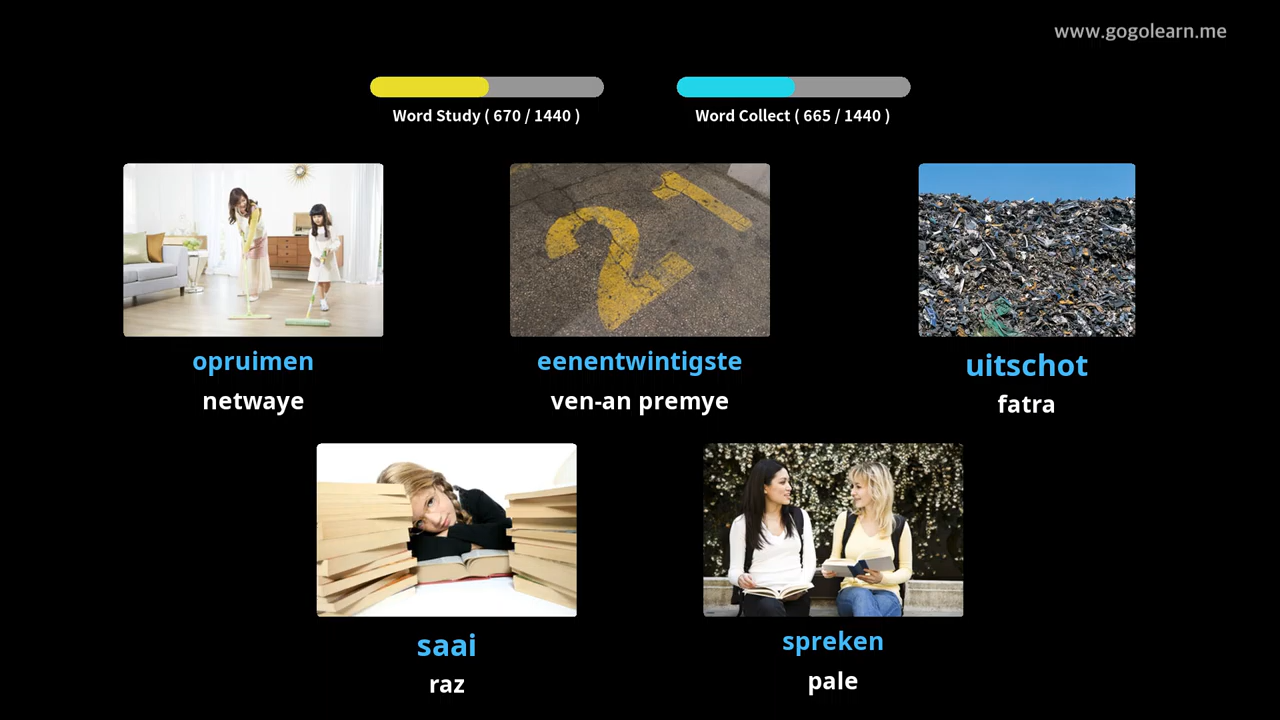 www.gogolearn.me
Word Study ( 670 / 1440 )
Word Collect ( 665 / 1440 )
21
opruimen
netwaye
eenentwintigste
ven-an premye
uitschot
fatra
saai
raz
spreken
pale